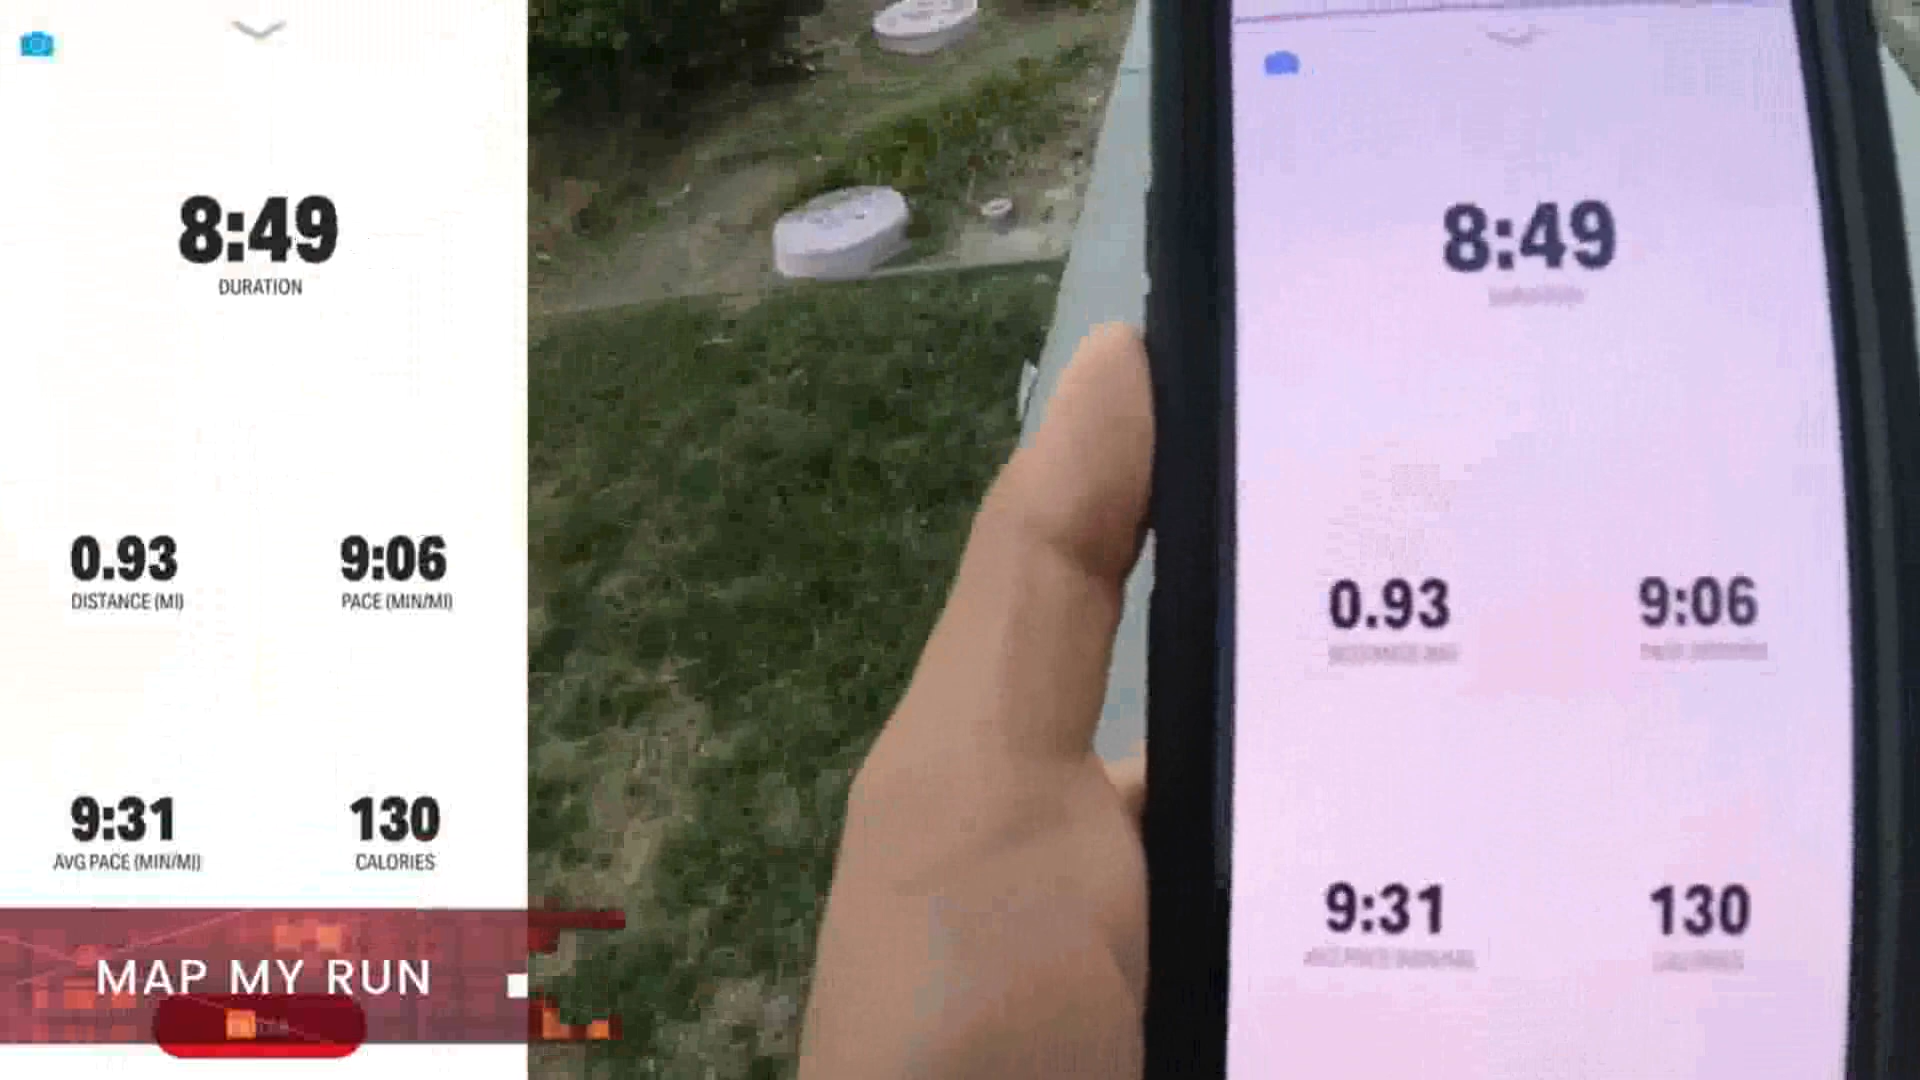 8:49
DURATION
0.93
DISTANCE (MI)
9:06
PACE (MIN/MI)
9:31
AVG PACE (MIN/MI)
130
CALORIES
MAP MY RUN
8:49
0.93
9:06
9:31
130